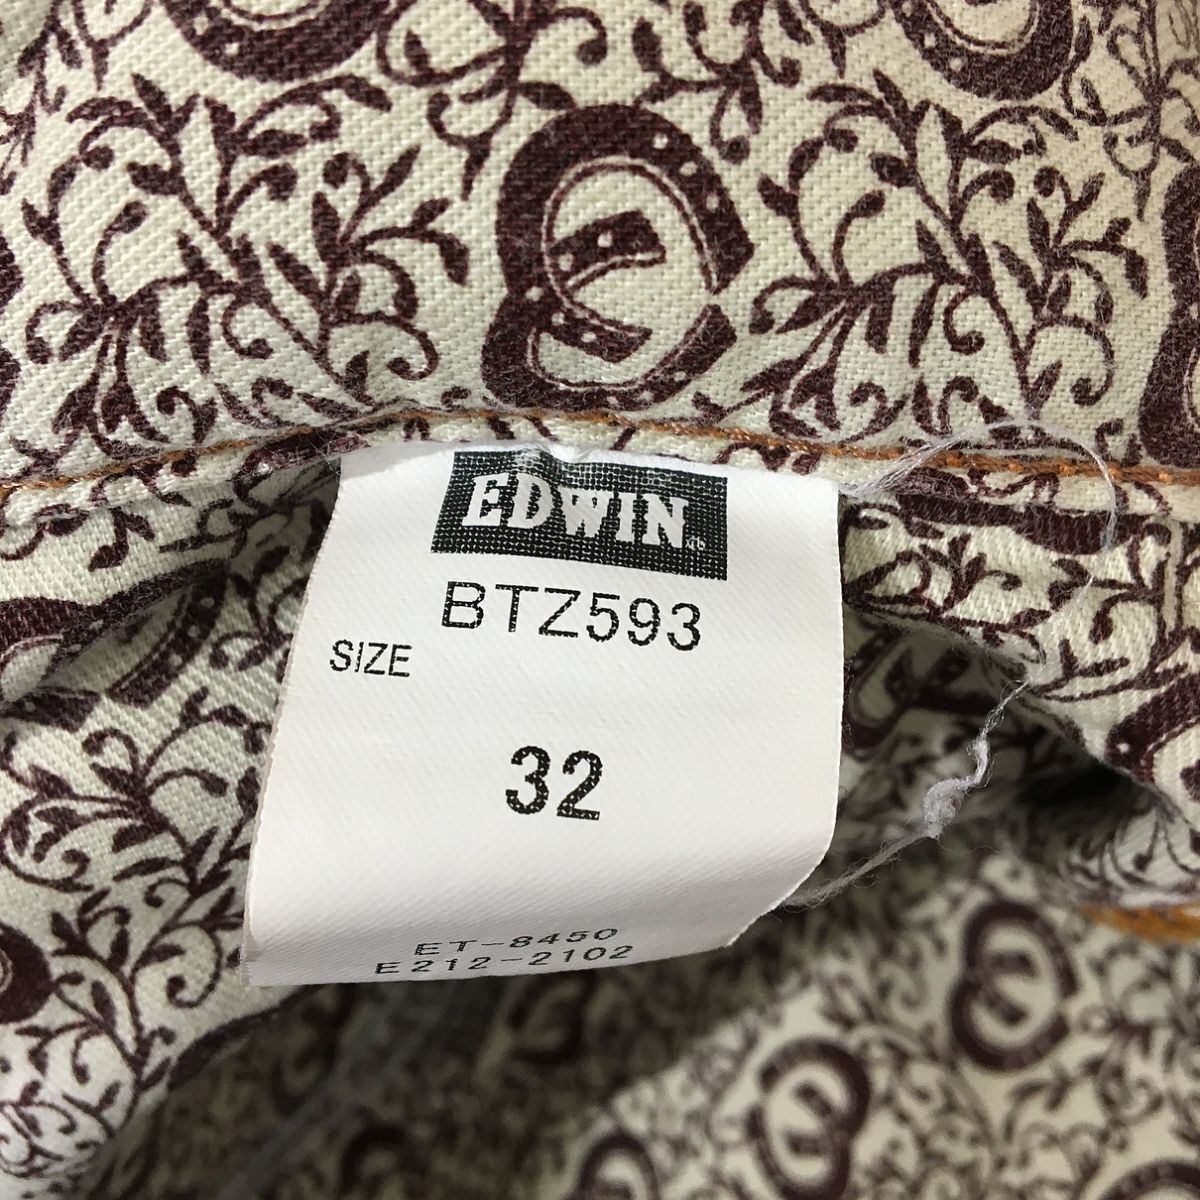 EDWIN
BTZ593
SIZE
32
ET-8450
E212-2102